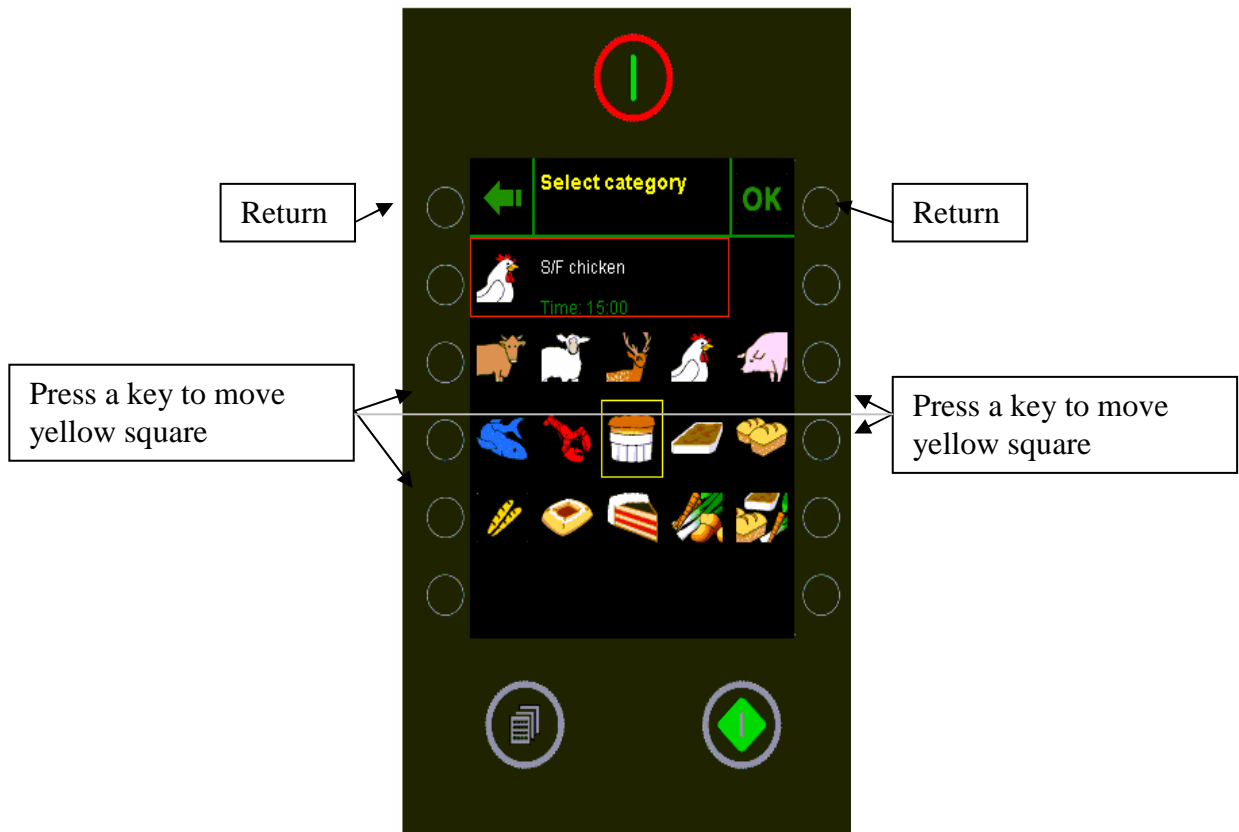 Select category
OK
Return
Return
S/F chicken
Time: 15:00
Press a key to move
yellow square
Press a key to move
yellow square